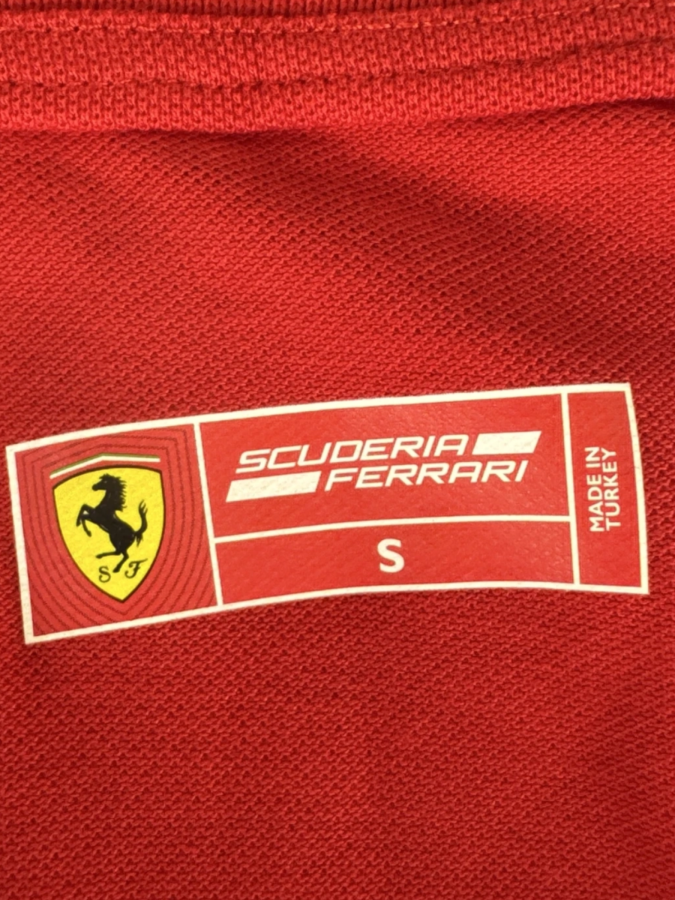 SCUDERIA
FERRARI
S
MADE IN
TURKEY
S F